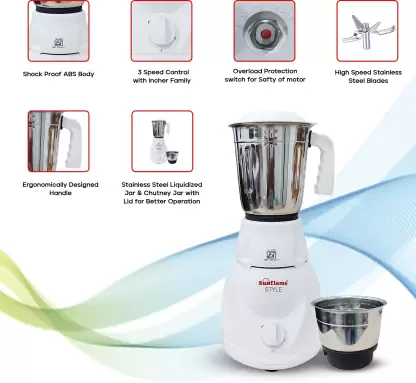 Shock Proof ABS Body
3 Speed Control
with Incher Family
Overload Protection
switch for Safty of motor
High Speed Stainless
Steel Blades
Ergonomically Designed
Handle
Stainless Steel Liquidized
Jar & Chutney Jar with
Lid for Better Operation
Sunflame
STYLE